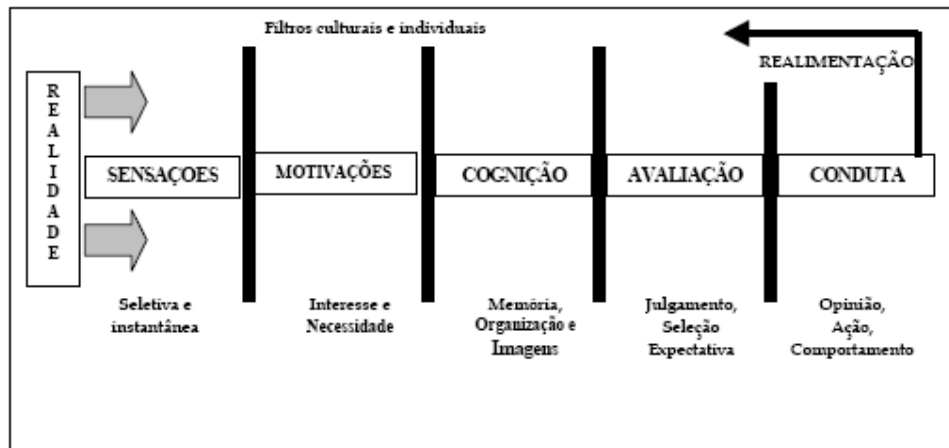 Filtros culturais e individuais
REALIMENTAÇÃO
REALIDADE
SENSAÇOES
MOTIVAÇÕES
COGNIÇÃO
AVALIAÇÃO
CONDUTA
Seletiva e
instantânea
Interesse e
Necessidade
Memória,
Organização e
Imagens
Julgamento,
Seleção
Expectativa
Opinião,
Ação,
Comportamento